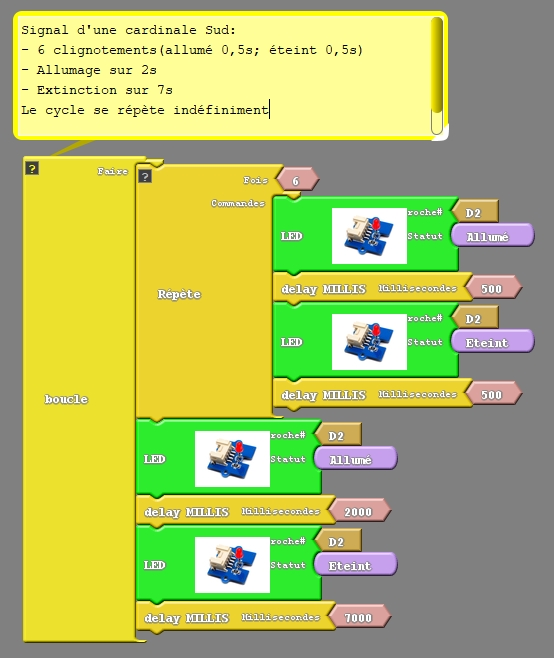 Signal d'une cardinale Sud:
- 6 clignotements(allumé 0,5s; éteint 0,5s)
- Allumage sur 2s
- Extinction sur 7s
Le cycle se répète indéfiniment
? Faire
boucle
? Fois 6
Commandes
Répète
LED roche# D2
Statut Allumé
delay MILLIS Millisecondes 500
LED roche# D2
Statut Eteint
delay MILLIS Millisecondes 500
LED roche# D2
Statut Allumé
delay MILLIS Millisecondes 2000
LED roche# D2
Statut Eteint
delay MILLIS Millisecondes 7000